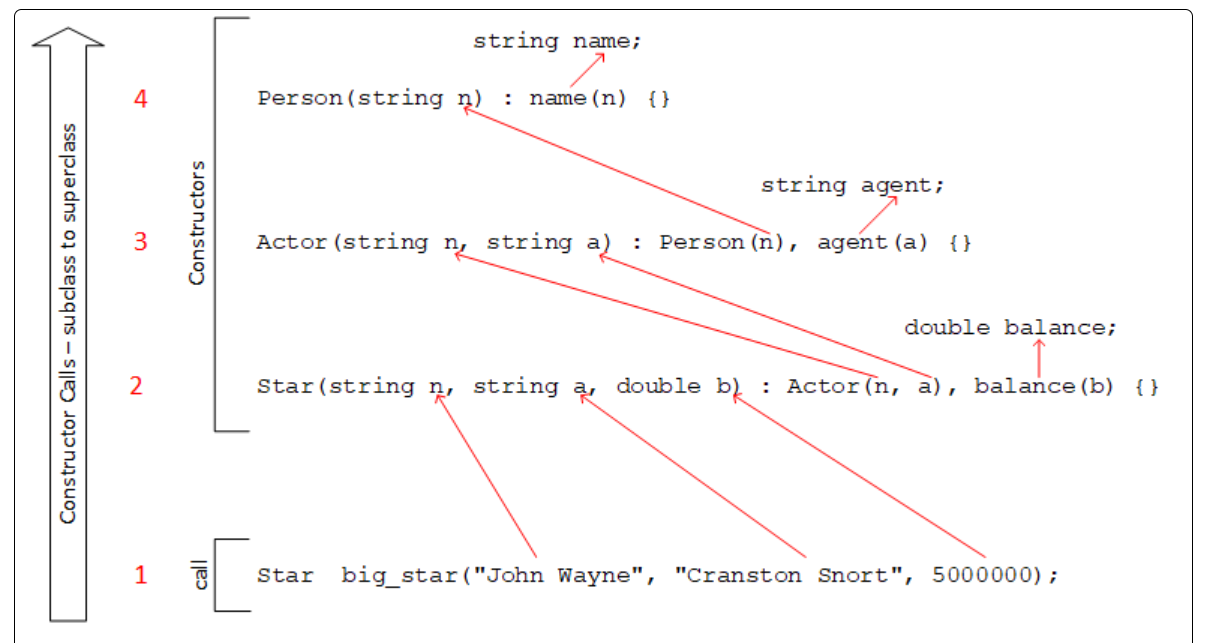 string name;
4 Person(string n) : name(n) {}
string agent;
3 Actor(string n, string a) : Person(n), agent(a) {}
double balance;
2 Star(string n, string a, double b) : Actor(n, a), balance(b) {}
1 Star big_star("John Wayne", "Cranston Snort", 5000000);
Constructor Calls – subclass to superclass
Constructors
call